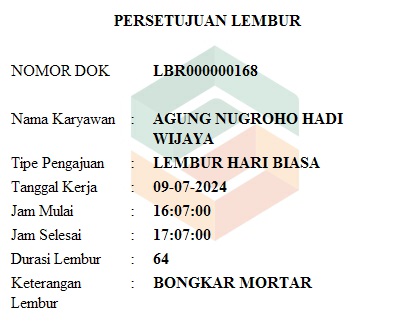 PERSETUJUAN LEMBUR
NOMOR DOK LBR000000168
Nama Karyawan : AGUNG NUGROHO HADI
WIJAYA
Tipe Pengajuan : LEMBUR HARI BIASA
Tanggal Kerja : 09-07-2024
Jam Mulai : 16:07:00
Jam Selesai : 17:07:00
Durasi Lembur : 64
Keterangan : BONGKAR MORTAR
Lembur